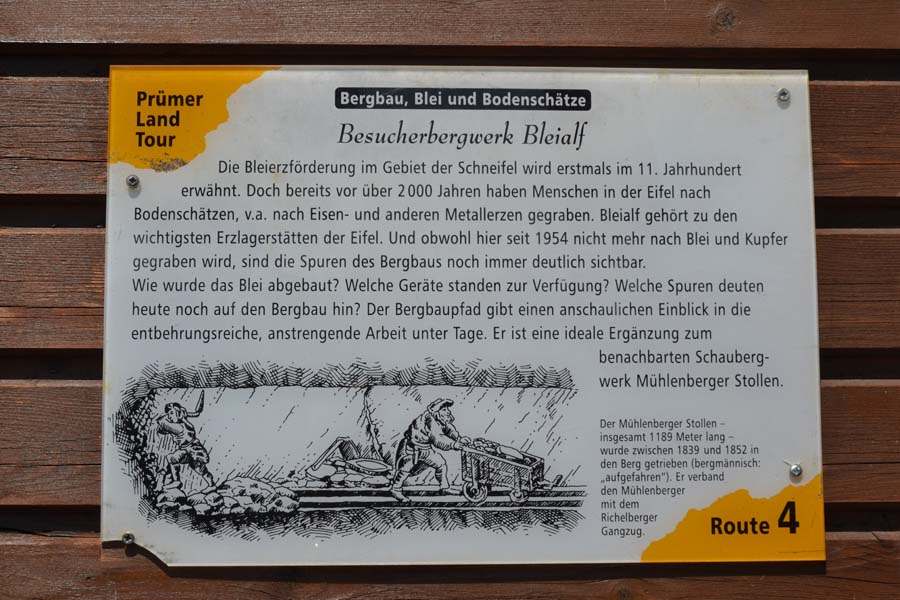 Prümer
Land
Tour
Bergbau, Blei und Bodenschätze
Besucherbergwerk Bleialf
Die Bleierzförderung im Gebiet der Schneifel wird erstmals im 11. Jahrhundert
erwähnt. Doch bereits vor über 2000 Jahren haben Menschen in der Eifel nach
Bodenschätzen, v.a. nach Eisen- und anderen Metallerzen gegraben. Bleialf gehört zu den
wichtigsten Erzlagerstätten der Eifel. Und obwohl hier seit 1954 nicht mehr nach Blei und Kupfer
gegraben wird, sind die Spuren des Bergbaus noch immer deutlich sichtbar.
Wie wurde das Blei abgebaut? Welche Geräte standen zur Verfügung? Welche Spuren deuten
heute noch auf den Bergbau hin? Der Bergbaupfad gibt einen anschaulichen Einblick in die
entbehrungsreiche, anstrengende Arbeit unter Tage. Er ist eine ideale Ergänzung zum
benachbarten Schauberg-
werk Mühlenberger Stollen.
Der Mühlenberger Stollen –
insgesamt 1189 Meter lang –
wurde zwischen 1839 und 1852 in
den Berg getrieben (bergmännisch:
„aufgefahren"). Er verband
den Mühlenberger
mit dem
Richelberger
Gangzug.
Route 4